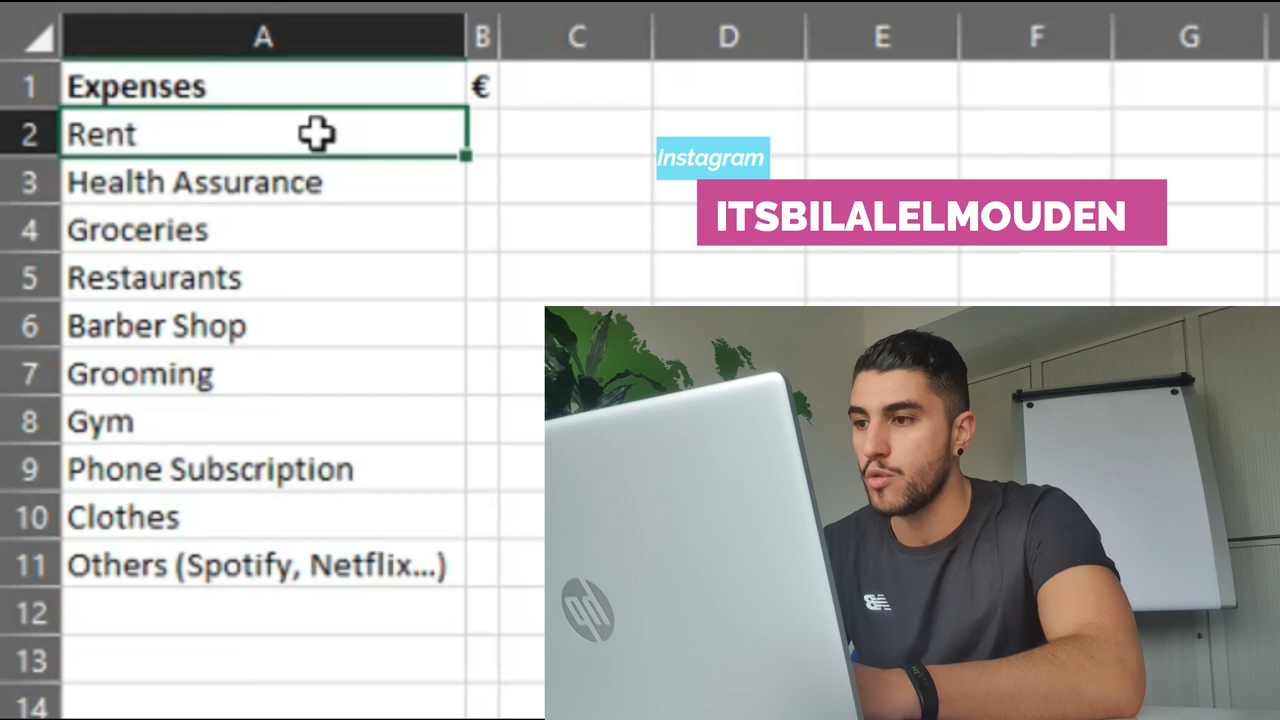 A B C D E F G
1 Expenses €
2 Rent
3 Health Assurance
4 Groceries
5 Restaurants
6 Barber Shop
7 Grooming
8 Gym
9 Phone Subscription
10 Clothes
11 Others (Spotify, Netflix...)
12
13
14
Instagram
ITSBILALELMOUDEN
hp